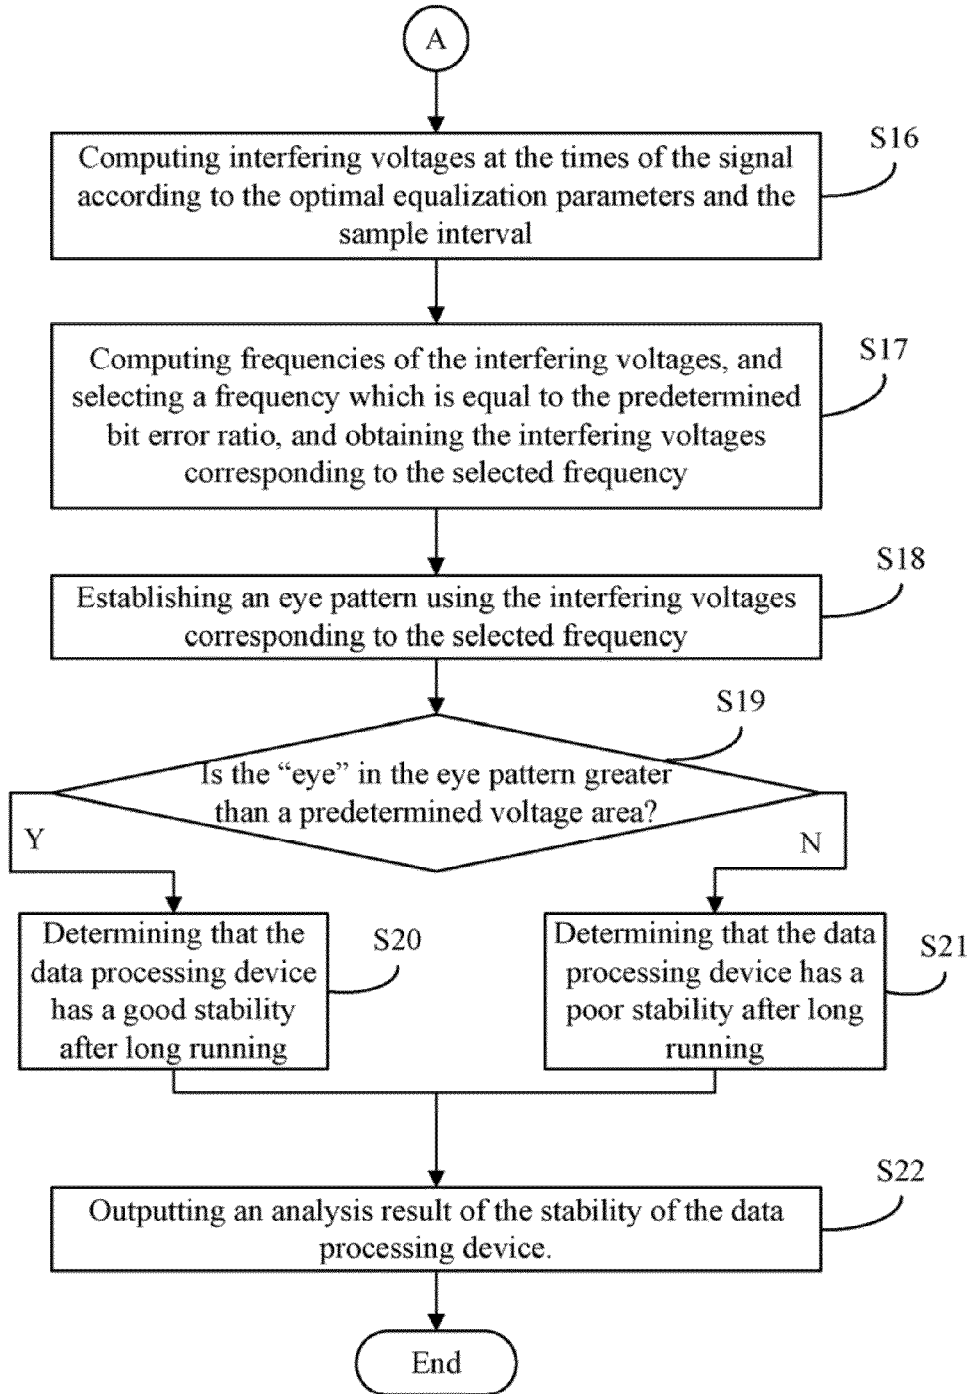 A
Computing interfering voltages at the times of the signal
according to the optimal equalization parameters and the
sample interval
S16
Computing frequencies of the interfering voltages, and
selecting a frequency which is equal to the predetermined
bit error ratio, and obtaining the interfering voltages
corresponding to the selected frequency
S17
Establishing an eye pattern using the interfering voltages
corresponding to the selected frequency
S18
Is the “eye” in the eye pattern greater
than a predetermined voltage area?
S19
Y
N
Determining that the
data processing device
has a good stability
after long running
S20
Determining that the data
processing device has a
poor stability after long
running
S21
Outputting an analysis result of the stability of the data
processing device.
S22
End